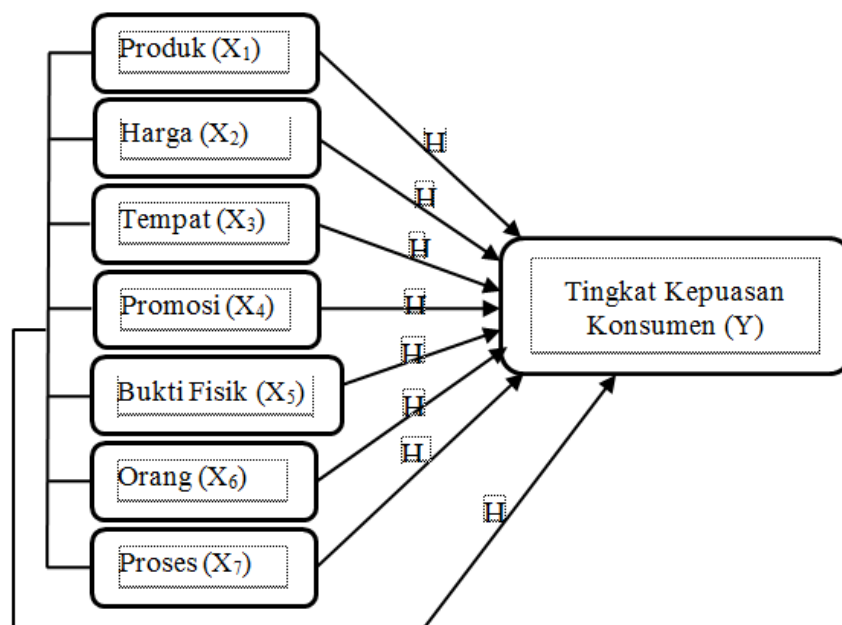 Produk (X₁)
Harga (X₂)
Tempat (X₃)
Promosi (X₄)
Bukti Fisik (X₅)
Orang (X₆)
Proses (X₇)
H
H
H
H
H
H
H
H
Tingkat Kepuasan
Konsumen (Y)